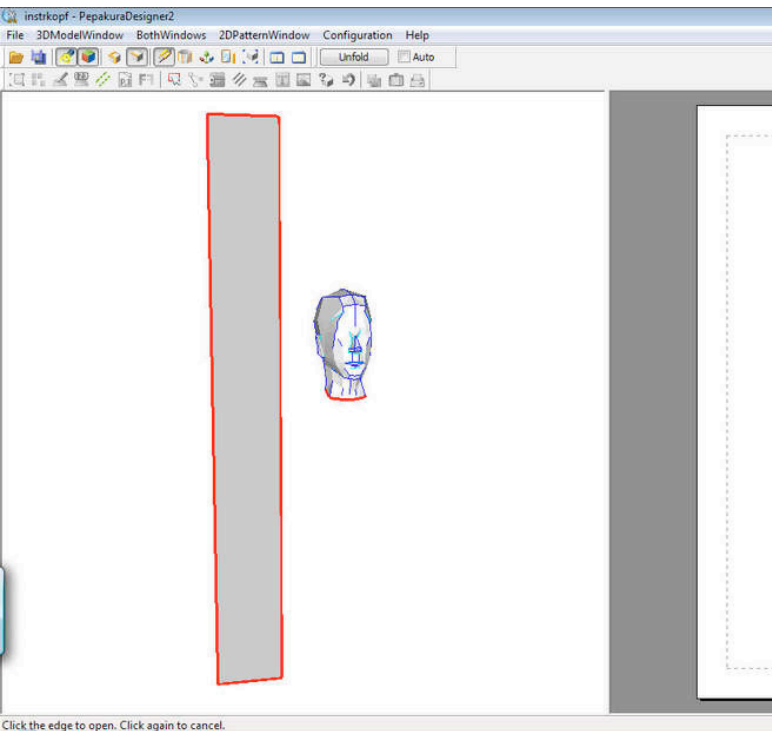 instrkopf - PepakuraDesigner2
File 3DModelWindow BothWindows 2DPatternWindow Configuration Help
Unfold Auto
Click the edge to open. Click again to cancel.